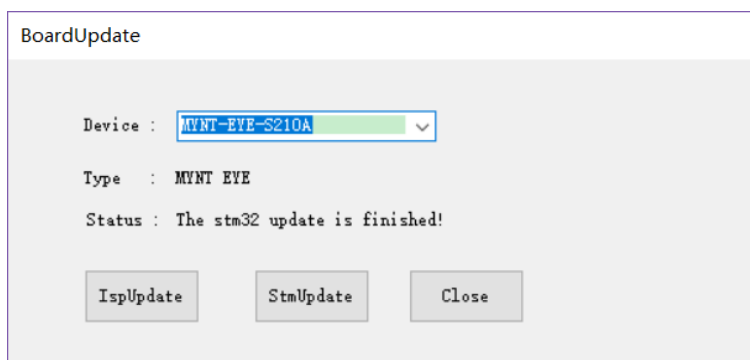 BoardUpdate
Device : MYNT-EYE-S210A
Type : MYNT EYE
Status : The stm32 update is finished!
IspUpdate StmUpdate Close